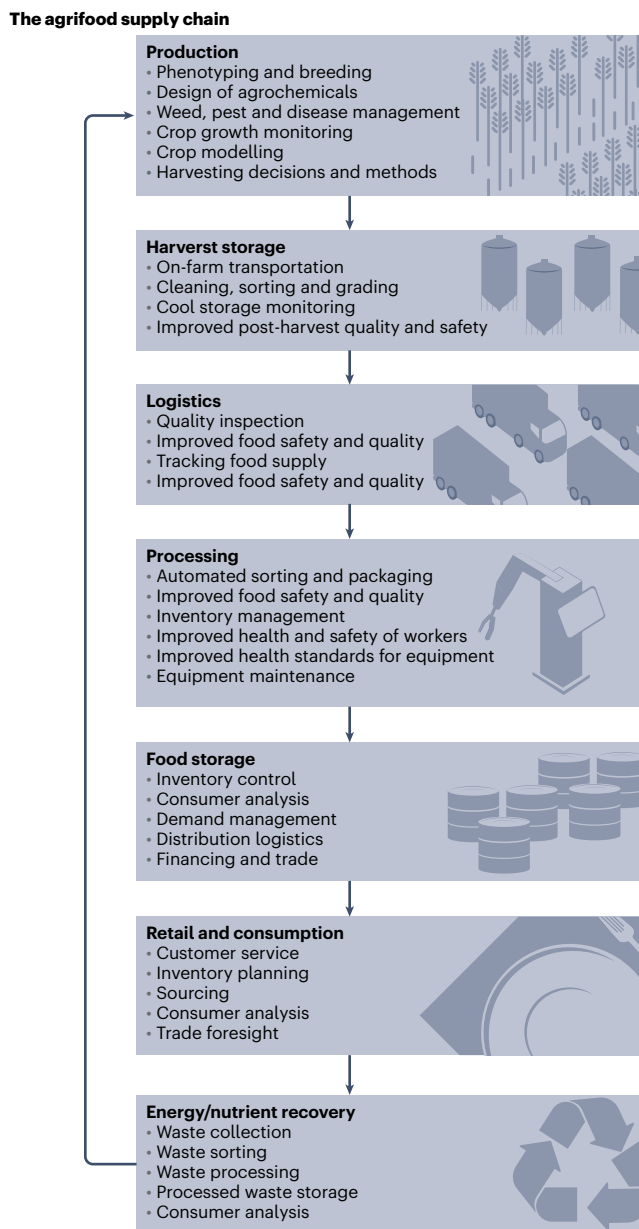 The agrifood supply chain
Production
• Phenotyping and breeding
• Design of agrochemicals
• Weed, pest and disease management
• Crop growth monitoring
• Crop modelling
• Harvesting decisions and methods
Harverst storage
• On-farm transportation
• Cleaning, sorting and grading
• Cool storage monitoring
• Improved post-harvest quality and safety
Logistics
• Quality inspection
• Improved food safety and quality
• Tracking food supply
• Improved food safety and quality
Processing
• Automated sorting and packaging
• Improved food safety and quality
• Inventory management
• Improved health and safety of workers
• Improved health standards for equipment
• Equipment maintenance
Food storage
• Inventory control
• Consumer analysis
• Demand management
• Distribution logistics
• Financing and trade
Retail and consumption
• Customer service
• Inventory planning
• Sourcing
• Consumer analysis
• Trade foresight
Energy/nutrient recovery
• Waste collection
• Waste sorting
• Waste processing
• Processed waste storage
• Consumer analysis